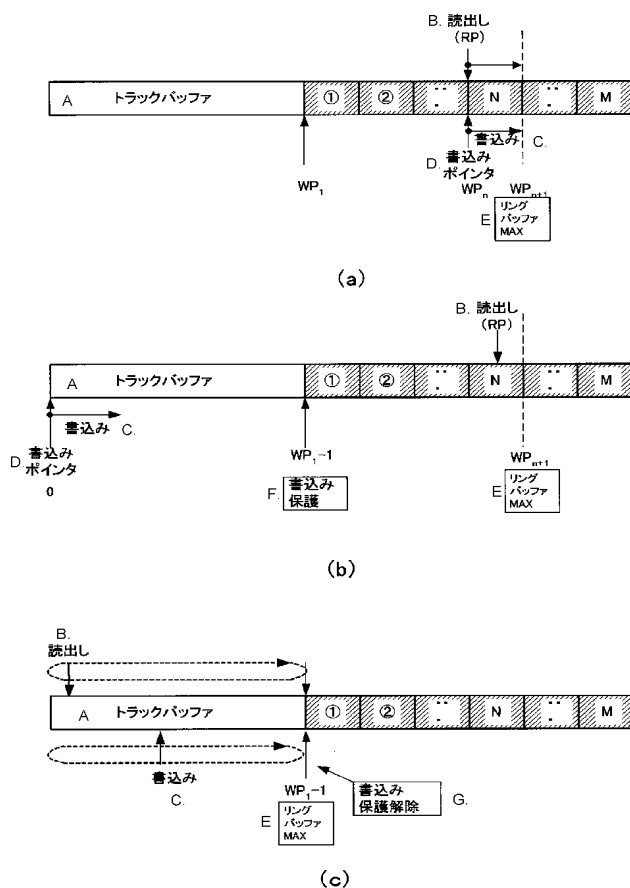 B. 読出し
(RP)
A トラックバッファ ① ② N M
書込み C.
D. 書込み
ポインタ
WP1 WPn WPn+1
E リング
バッファ
MAX
(a)
B. 読出し
(RP)
A トラックバッファ ① ② N M
書込み C.
D. 書込み
ポインタ
0
WP1-1 WPn+1
F. 書込み
保護
E リング
バッファ
MAX
(b)
B.
読出し
A トラックバッファ ① ② N M
書込み
C.
WP1-1
E リング
バッファ
MAX
書込み
保護解除 G.
(c)